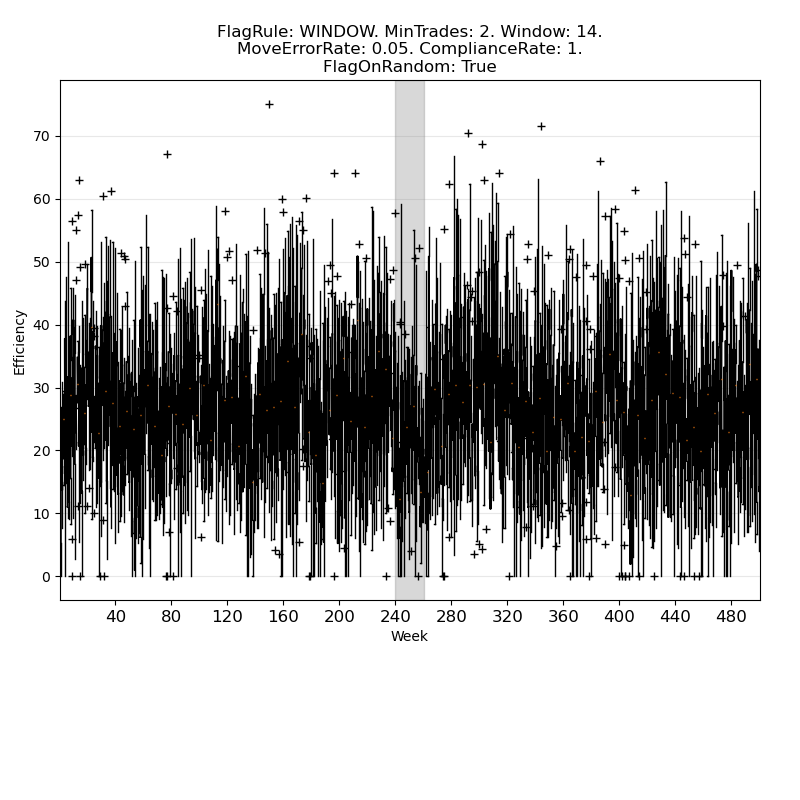 FlagRule: WINDOW. MinTrades: 2. Window: 14.
MoveErrorRate: 0.05. ComplianceRate: 1.
FlagOnRandom: True
Efficiency
70
60
50
40
30
20
10
0
40 80 120 160 200 240 280 320 360 400 440 480
Week